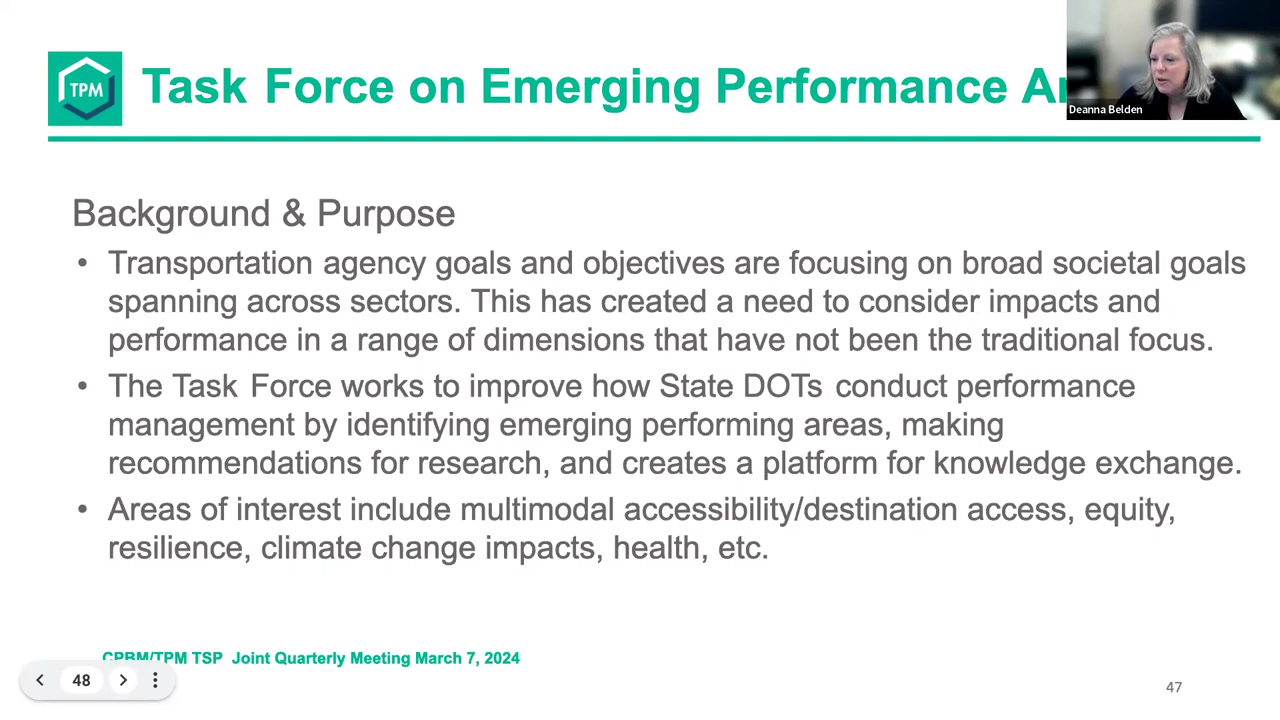 TPM
Task Force on Emerging Performance
Deanna Belden
Background & Purpose
• Transportation agency goals and objectives are focusing on broad societal goals
spanning across sectors. This has created a need to consider impacts and
performance in a range of dimensions that have not been the traditional focus.
• The Task Force works to improve how State DOTs conduct performance
management by identifying emerging performing areas, making
recommendations for research, and creates a platform for knowledge exchange.
• Areas of interest include multimodal accessibility/destination access, equity,
resilience, climate change impacts, health, etc.
CPBM/TPM TSP Joint Quarterly Meeting March 7, 2024
48
47